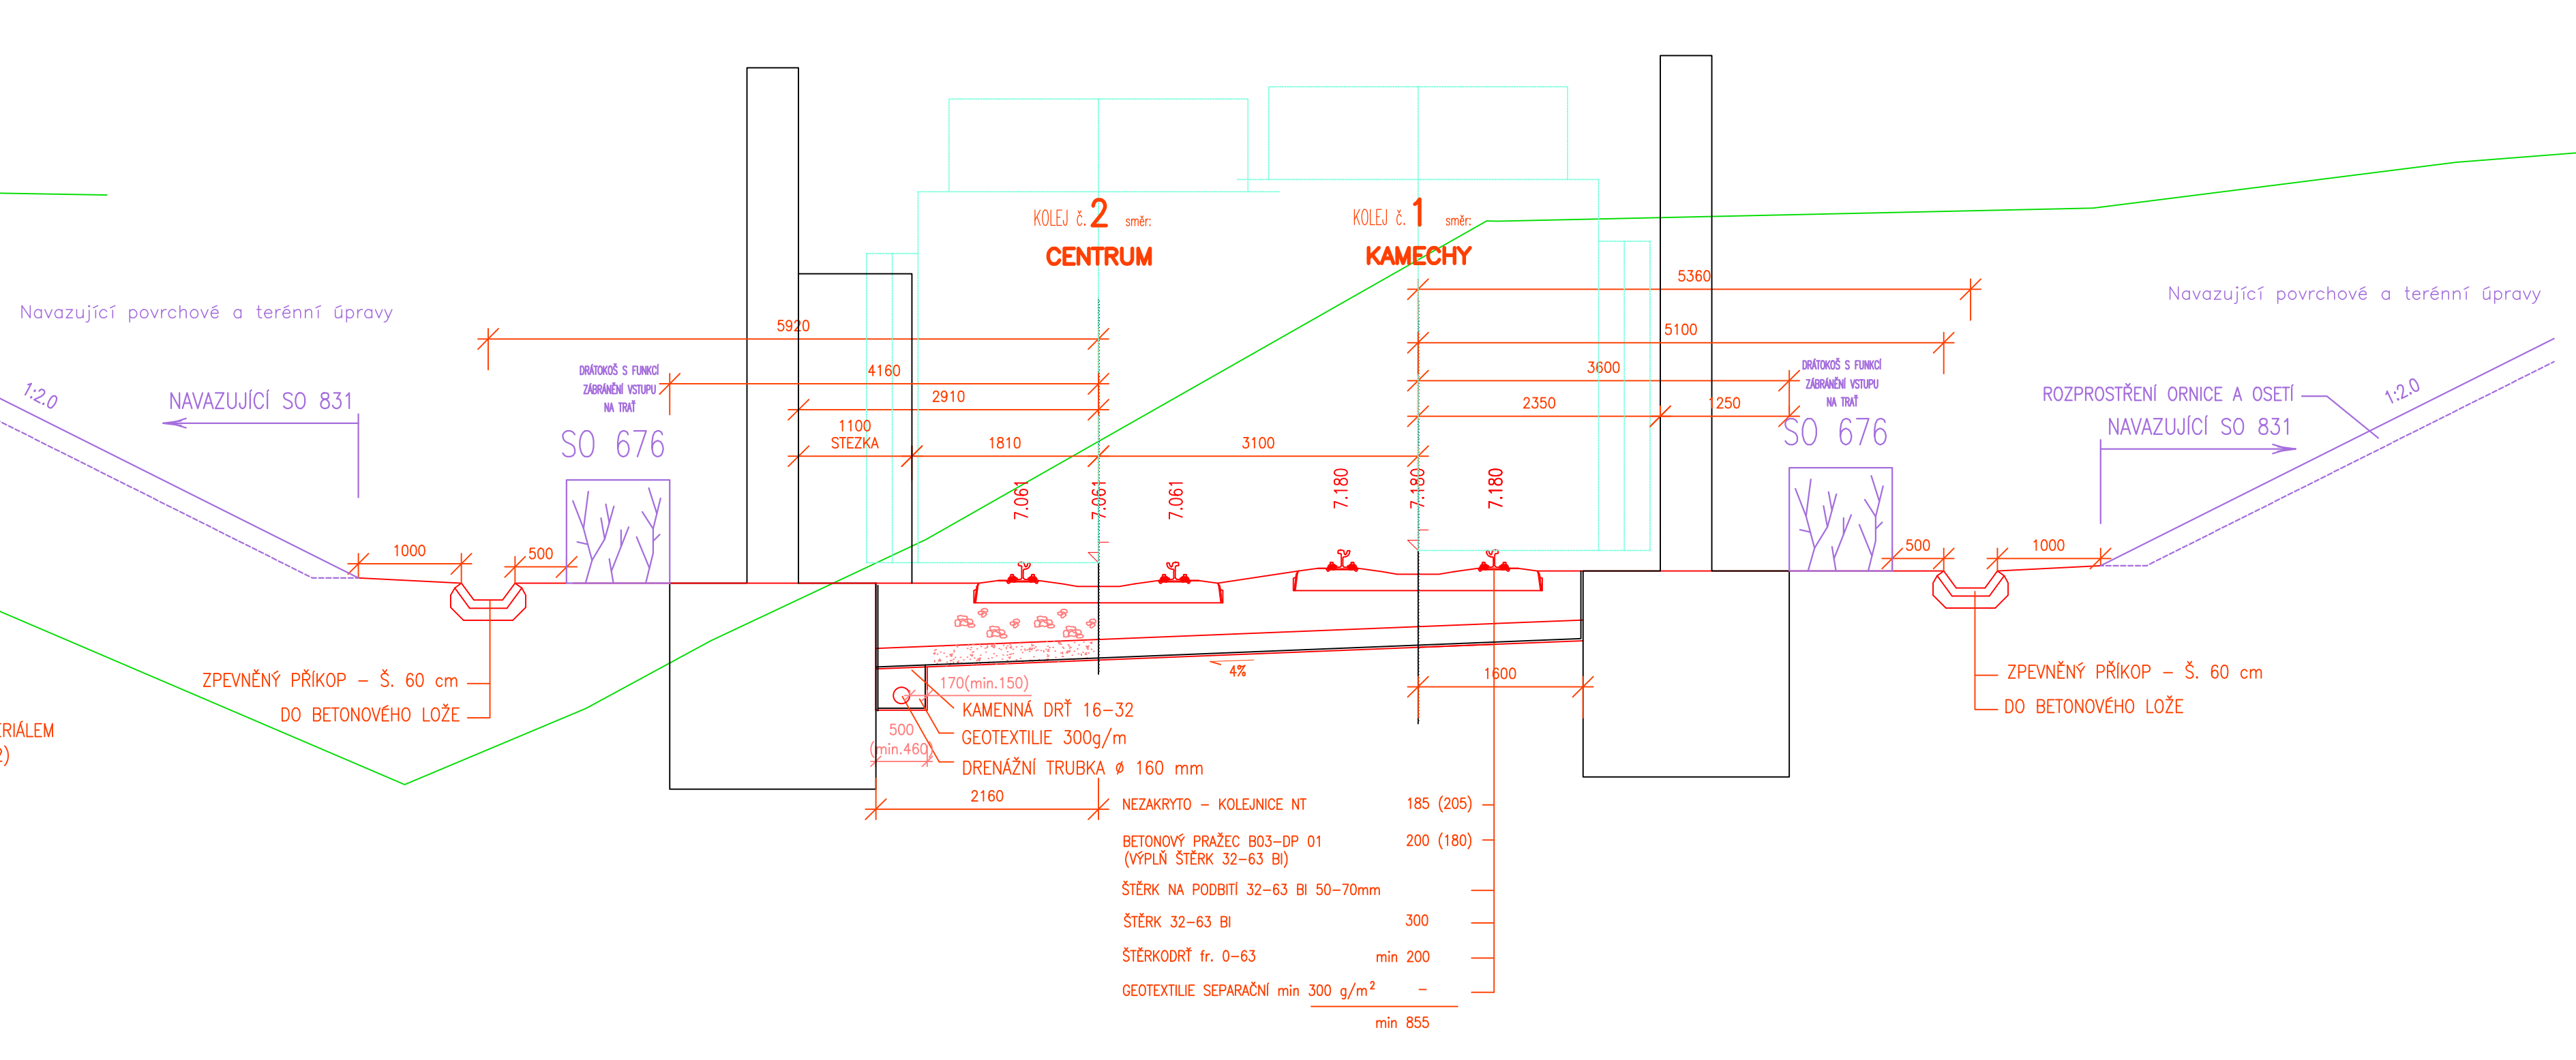 KOLEJ č. 2 směr:
CENTRUM
KOLEJ č. 1 směr:
KAMECHY
5360
Navazující povrchové a terénní úpravy
Navazující povrchové a terénní úpravy
5920
5100
DRÁTOKOŠ S FUNKCÍ
ZÁBRÁNĚNÍ VSTUPU
NA TRAŤ
SO 676
4160
3600
DRÁTOKOŠ S FUNKCÍ
ZÁBRÁNĚNÍ VSTUPU
NA TRAŤ
SO 676
1:2.0
NAVAZUJÍCÍ SO 831
2910
2350
1250
ROZPROSTŘENÍ ORNICE A OSETÍ
1:2.0
NAVAZUJÍCÍ SO 831
1100
STEZKA
1810
3100
7.061
7.061
7.061
7.180
7.180
7.180
1000
500
500
1000
4%
ZPEVNĚNÝ PŘÍKOP – Š. 60 cm
DO BETONOVÉHO LOŽE
170(min.150)
1600
ZPEVNĚNÝ PŘÍKOP – Š. 60 cm
DO BETONOVÉHO LOŽE
KAMENNÁ DRŤ 16–32
GEOTEXTILIE 300g/m
DRENÁŽNÍ TRUBKA ø 160 mm
500
(min.460)
ERIÁLEM
2)
2160
NEZAKRYTO – KOLEJNICE NT 185 (205)
BETONOVÝ PRAŽEC B03–DP 01 200 (180)
(VÝPLŇ ŠTĚRK 32–63 BI)
ŠTĚRK NA PODBITÍ 32–63 BI 50–70mm
ŠTĚRK 32–63 BI 300
ŠTĚRKODRŤ fr. 0–63 min 200
GEOTEXTILIE SEPARAČNÍ min 300 g/m² –
min 855